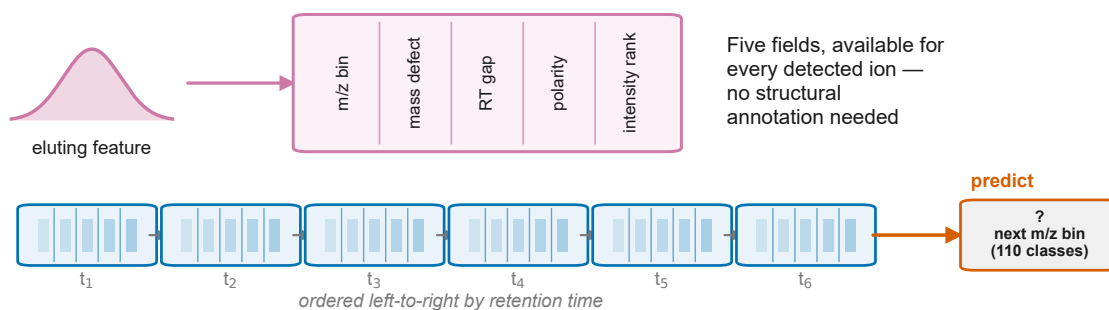 eluting feature
m/z bin
mass defect
RT gap
polarity
intensity rank
Five fields, available for
every detected ion —
no structural
annotation needed
predict
?
next m/z bin
(110 classes)
t₁
t₂
t₃
t₄
t₅
t₆
ordered left-to-right by retention time